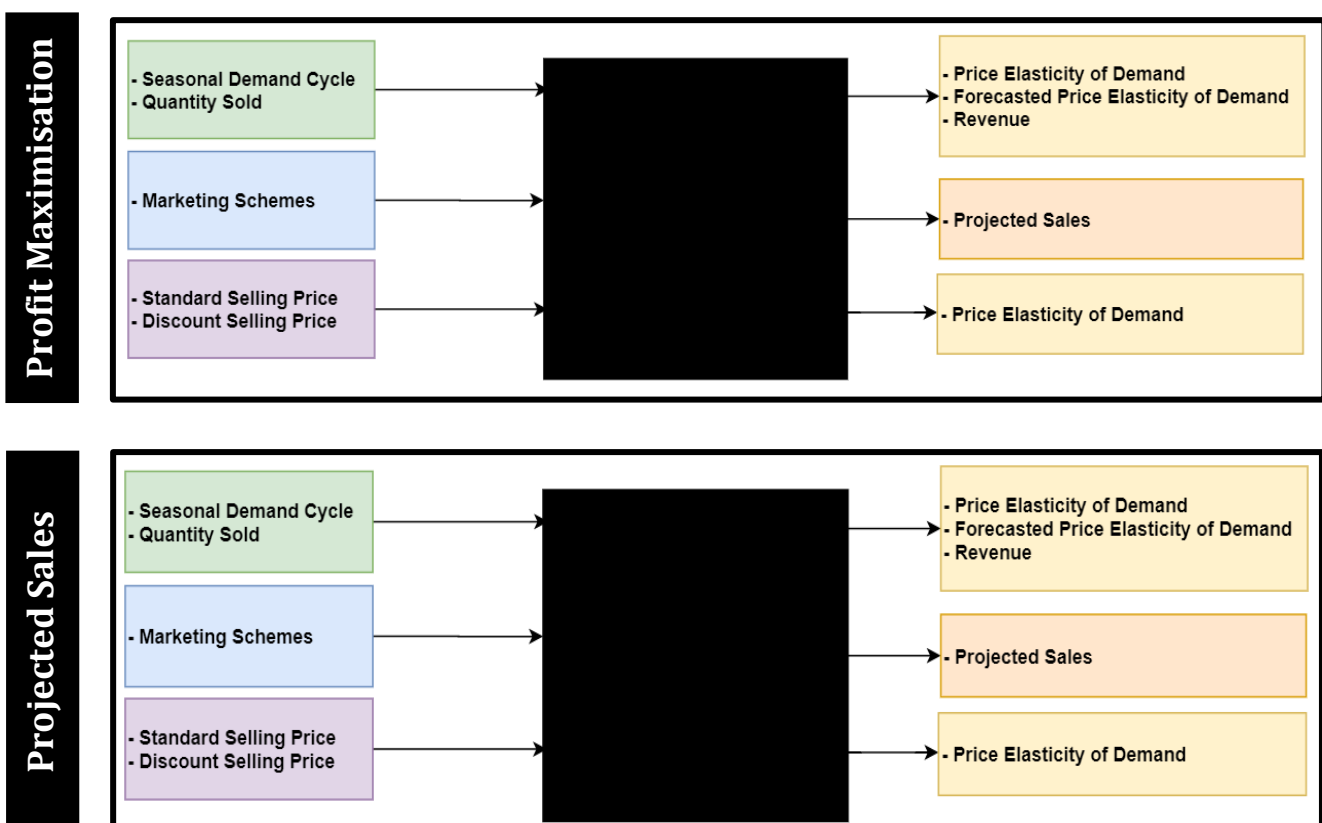 Profit Maximisation
- Seasonal Demand Cycle
- Quantity Sold
- Marketing Schemes
- Standard Selling Price
- Discount Selling Price
- Price Elasticity of Demand
- Forecasted Price Elasticity of Demand
- Revenue
- Projected Sales
- Price Elasticity of Demand
Projected Sales
- Seasonal Demand Cycle
- Quantity Sold
- Marketing Schemes
- Standard Selling Price
- Discount Selling Price
- Price Elasticity of Demand
- Forecasted Price Elasticity of Demand
- Revenue
- Projected Sales
- Price Elasticity of Demand